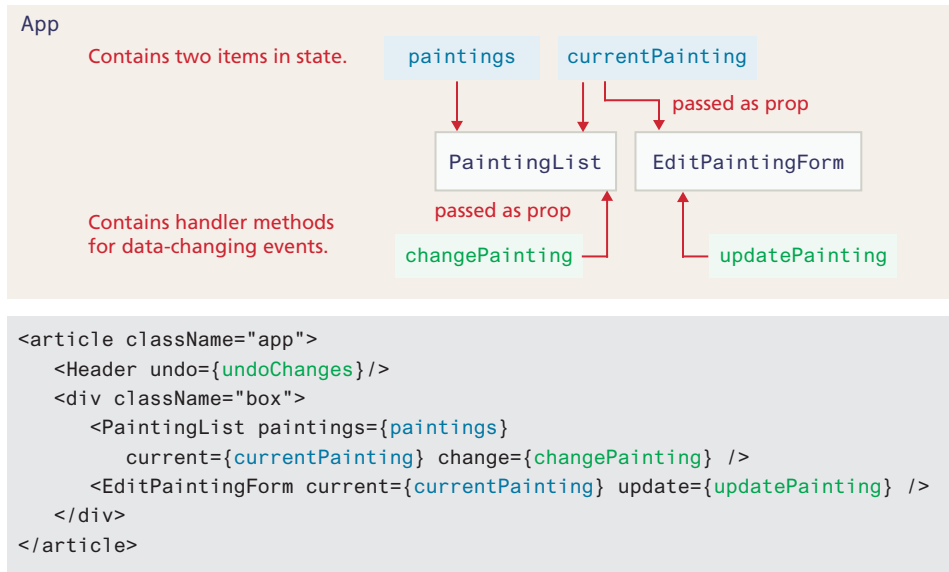 App
Contains two items in state.
paintings
currentPainting
passed as prop
PaintingList
EditPaintingForm
passed as prop
Contains handler methods
for data-changing events.
changePainting
updatePainting
<article className="app">
   <Header undo={undoChanges}/>
   <div className="box">
      <PaintingList paintings={paintings}
         current={currentPainting} change={changePainting} />
      <EditPaintingForm current={currentPainting} update={updatePainting} />
   </div>
</article>